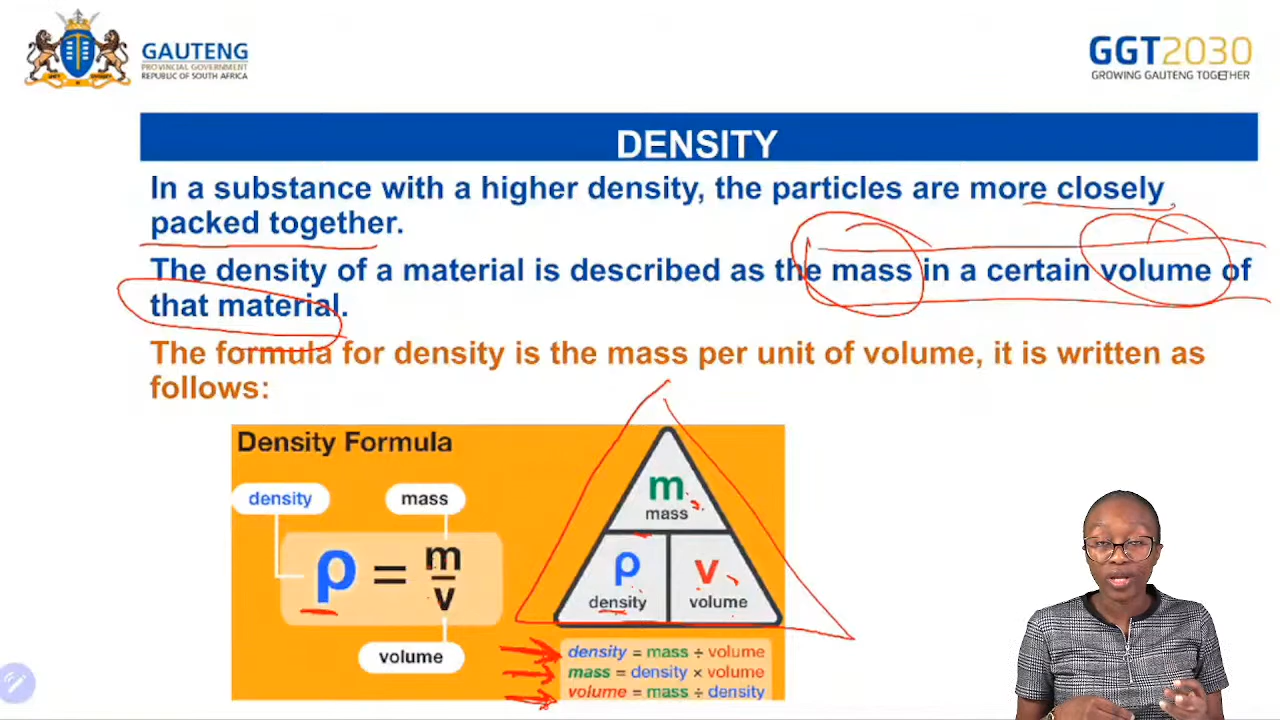 GAUTENG
PROVINCIAL GOVERNMENT
REPUBLIC OF SOUTH AFRICA
GGT2030
GROWING GAUTENG TOGETHER
DENSITY
In a substance with a higher density, the particles are more closely
packed together.
The density of a material is described as the mass in a certain volume of
that material.
The formula for density is the mass per unit of volume, it is written as
follows:
Density Formula
density
mass
ρ = m
v
volume
m
mass
ρ
density
v
volume
density = mass ÷ volume
mass = density × volume
volume = mass ÷ density